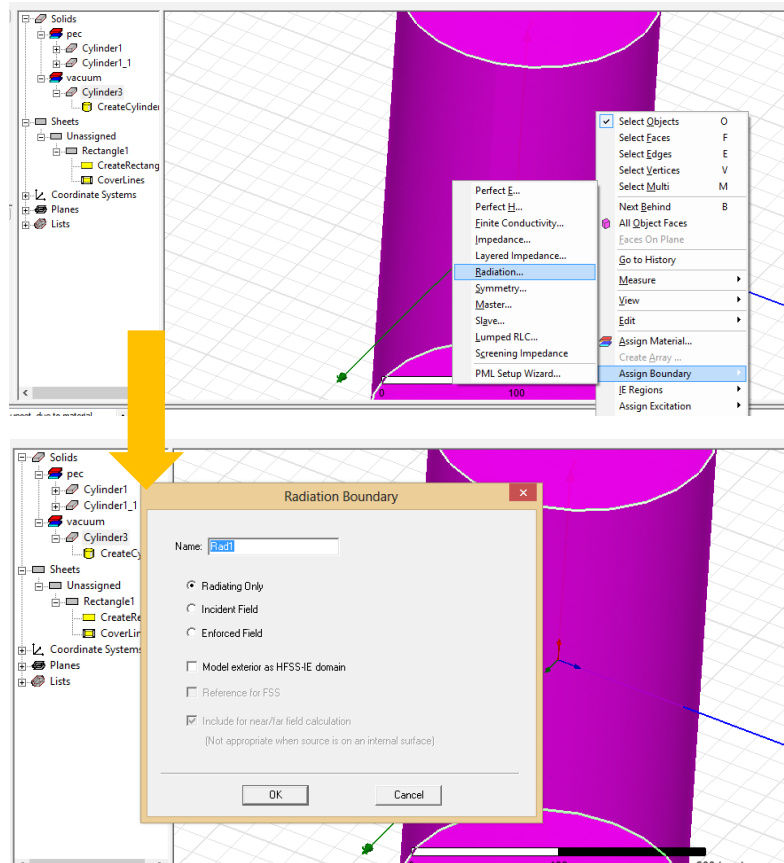 Solids
pec
Cylinder1
Cylinder1_1
vacuum
Cylinder3
CreateCylinder
Sheets
Unassigned
Rectangle1
CreateRectang
CoverLines
Coordinate Systems
Planes
Lists
Select Objects O
Select Faces F
Select Edges E
Select Vertices V
Select Multi M
Next Behind B
All Object Faces
Faces On Plane
Go to History
Measure
View
Edit
Assign Material...
Create Array ...
Assign Boundary
IE Regions
Assign Excitation
Perfect E...
Perfect H...
Finite Conductivity...
Impedance...
Layered Impedance...
Radiation...
Symmetry...
Master...
Slave...
Lumped RLC...
Screening Impedance
PML Setup Wizard...
0 100
Solids
pec
Cylinder1
Cylinder1_1
vacuum
Cylinder3
CreateCy
Sheets
Unassigned
Rectangle1
CreateRe
CoverLin
Coordinate Systems
Planes
Lists
Radiation Boundary
Name: Rad1
Radiating Only
Incident Field
Enforced Field
Model exterior as HFSS-IE domain
Reference for FSS
Include for near/far field calculation
(Not appropriate when source is on an internal surface)
OK Cancel